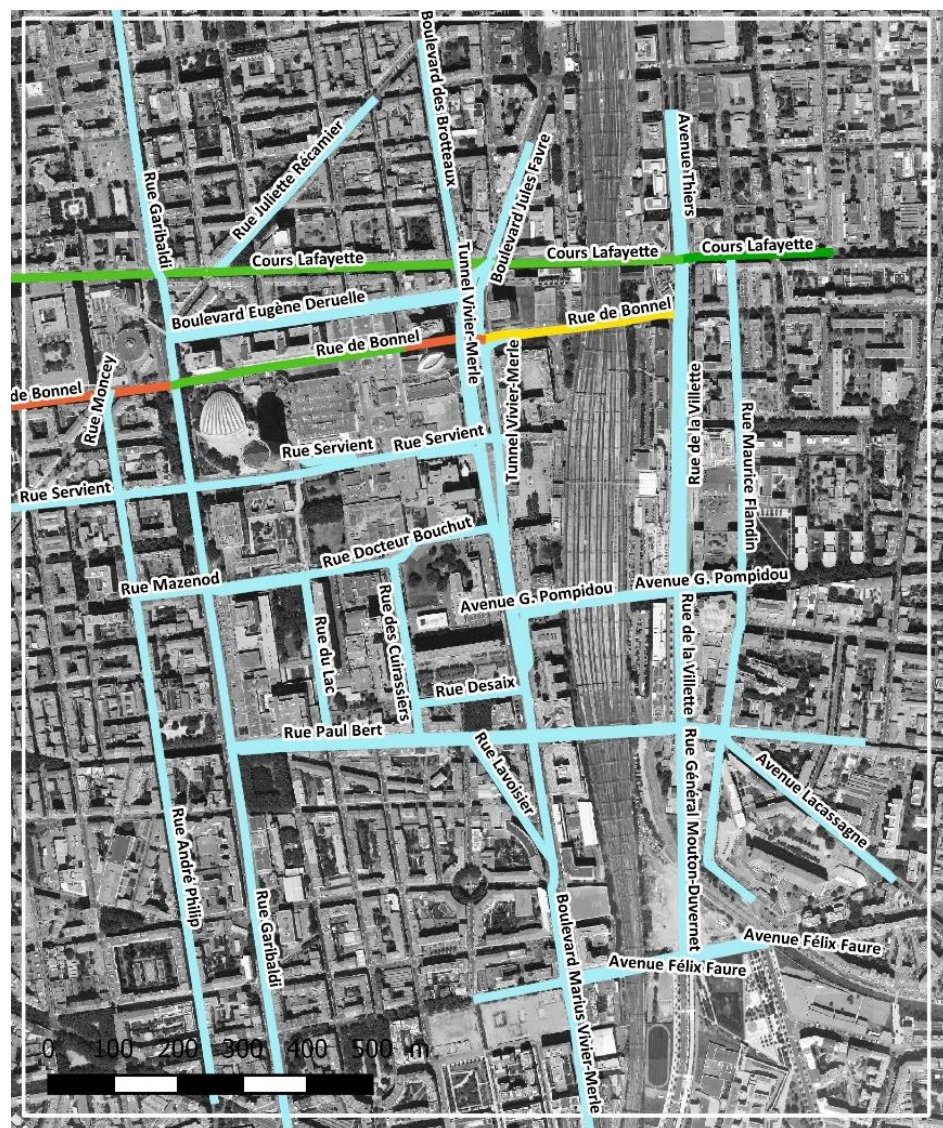 Boulevard des Brotteaux
Avenue Thiers
Rue Juliette Récamier
Boulevard Jules Favre
Rue Garibaldi
Cours Lafayette
Cours Lafayette
Cours Lafayette
Tunnel Vivier-Merle
Boulevard Eugène Deruelle
Rue de Bonnel
Rue de Bonnel
de Bonnel
Rue Moncey
Tunnel Vivier-Merle
Rue de la Villette
Rue Maurice Flandin
Rue Servient
Rue Servient
Rue Servient
Rue Docteur Bouchut
Rue Mazenod
Avenue G. Pompidou
Avenue G. Pompidou
Rue du Lac
Rue des Cuirassiers
Rue de la Villette
Rue Desaix
Rue Paul Bert
Rue Lavoisier
Rue Général Mouton-Duvernet
Avenue Lacassagne
Rue André Philip
Rue Garibaldi
Boulevard Marius Vivier-Merle
Avenue Félix Faure
Avenue Félix Faure
0 100 200 300 400 500 m